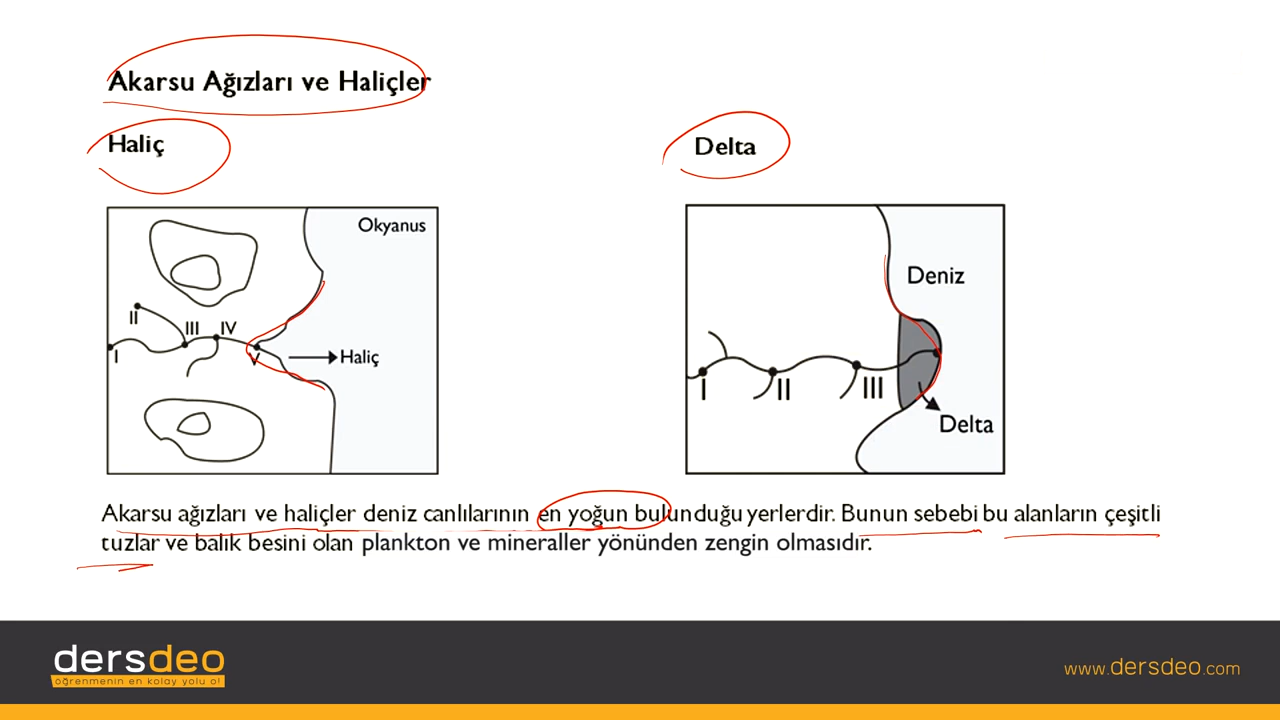 Akarsu Ağızları ve Haliçler
Haliç
Okyanus
II
III
IV
I
V
Haliç
Delta
Deniz
I
II
III
Delta
Akarsu ağızları ve haliçler deniz canlılarının en yoğun bulunduğu yerlerdir. Bunun sebebi bu alanların çeşitli
tuzlar ve balık besini olan plankton ve mineraller yönünden zengin olmasıdır.
dersdeo
öğrenmenin en kolay yolu o!
www.dersdeo.com